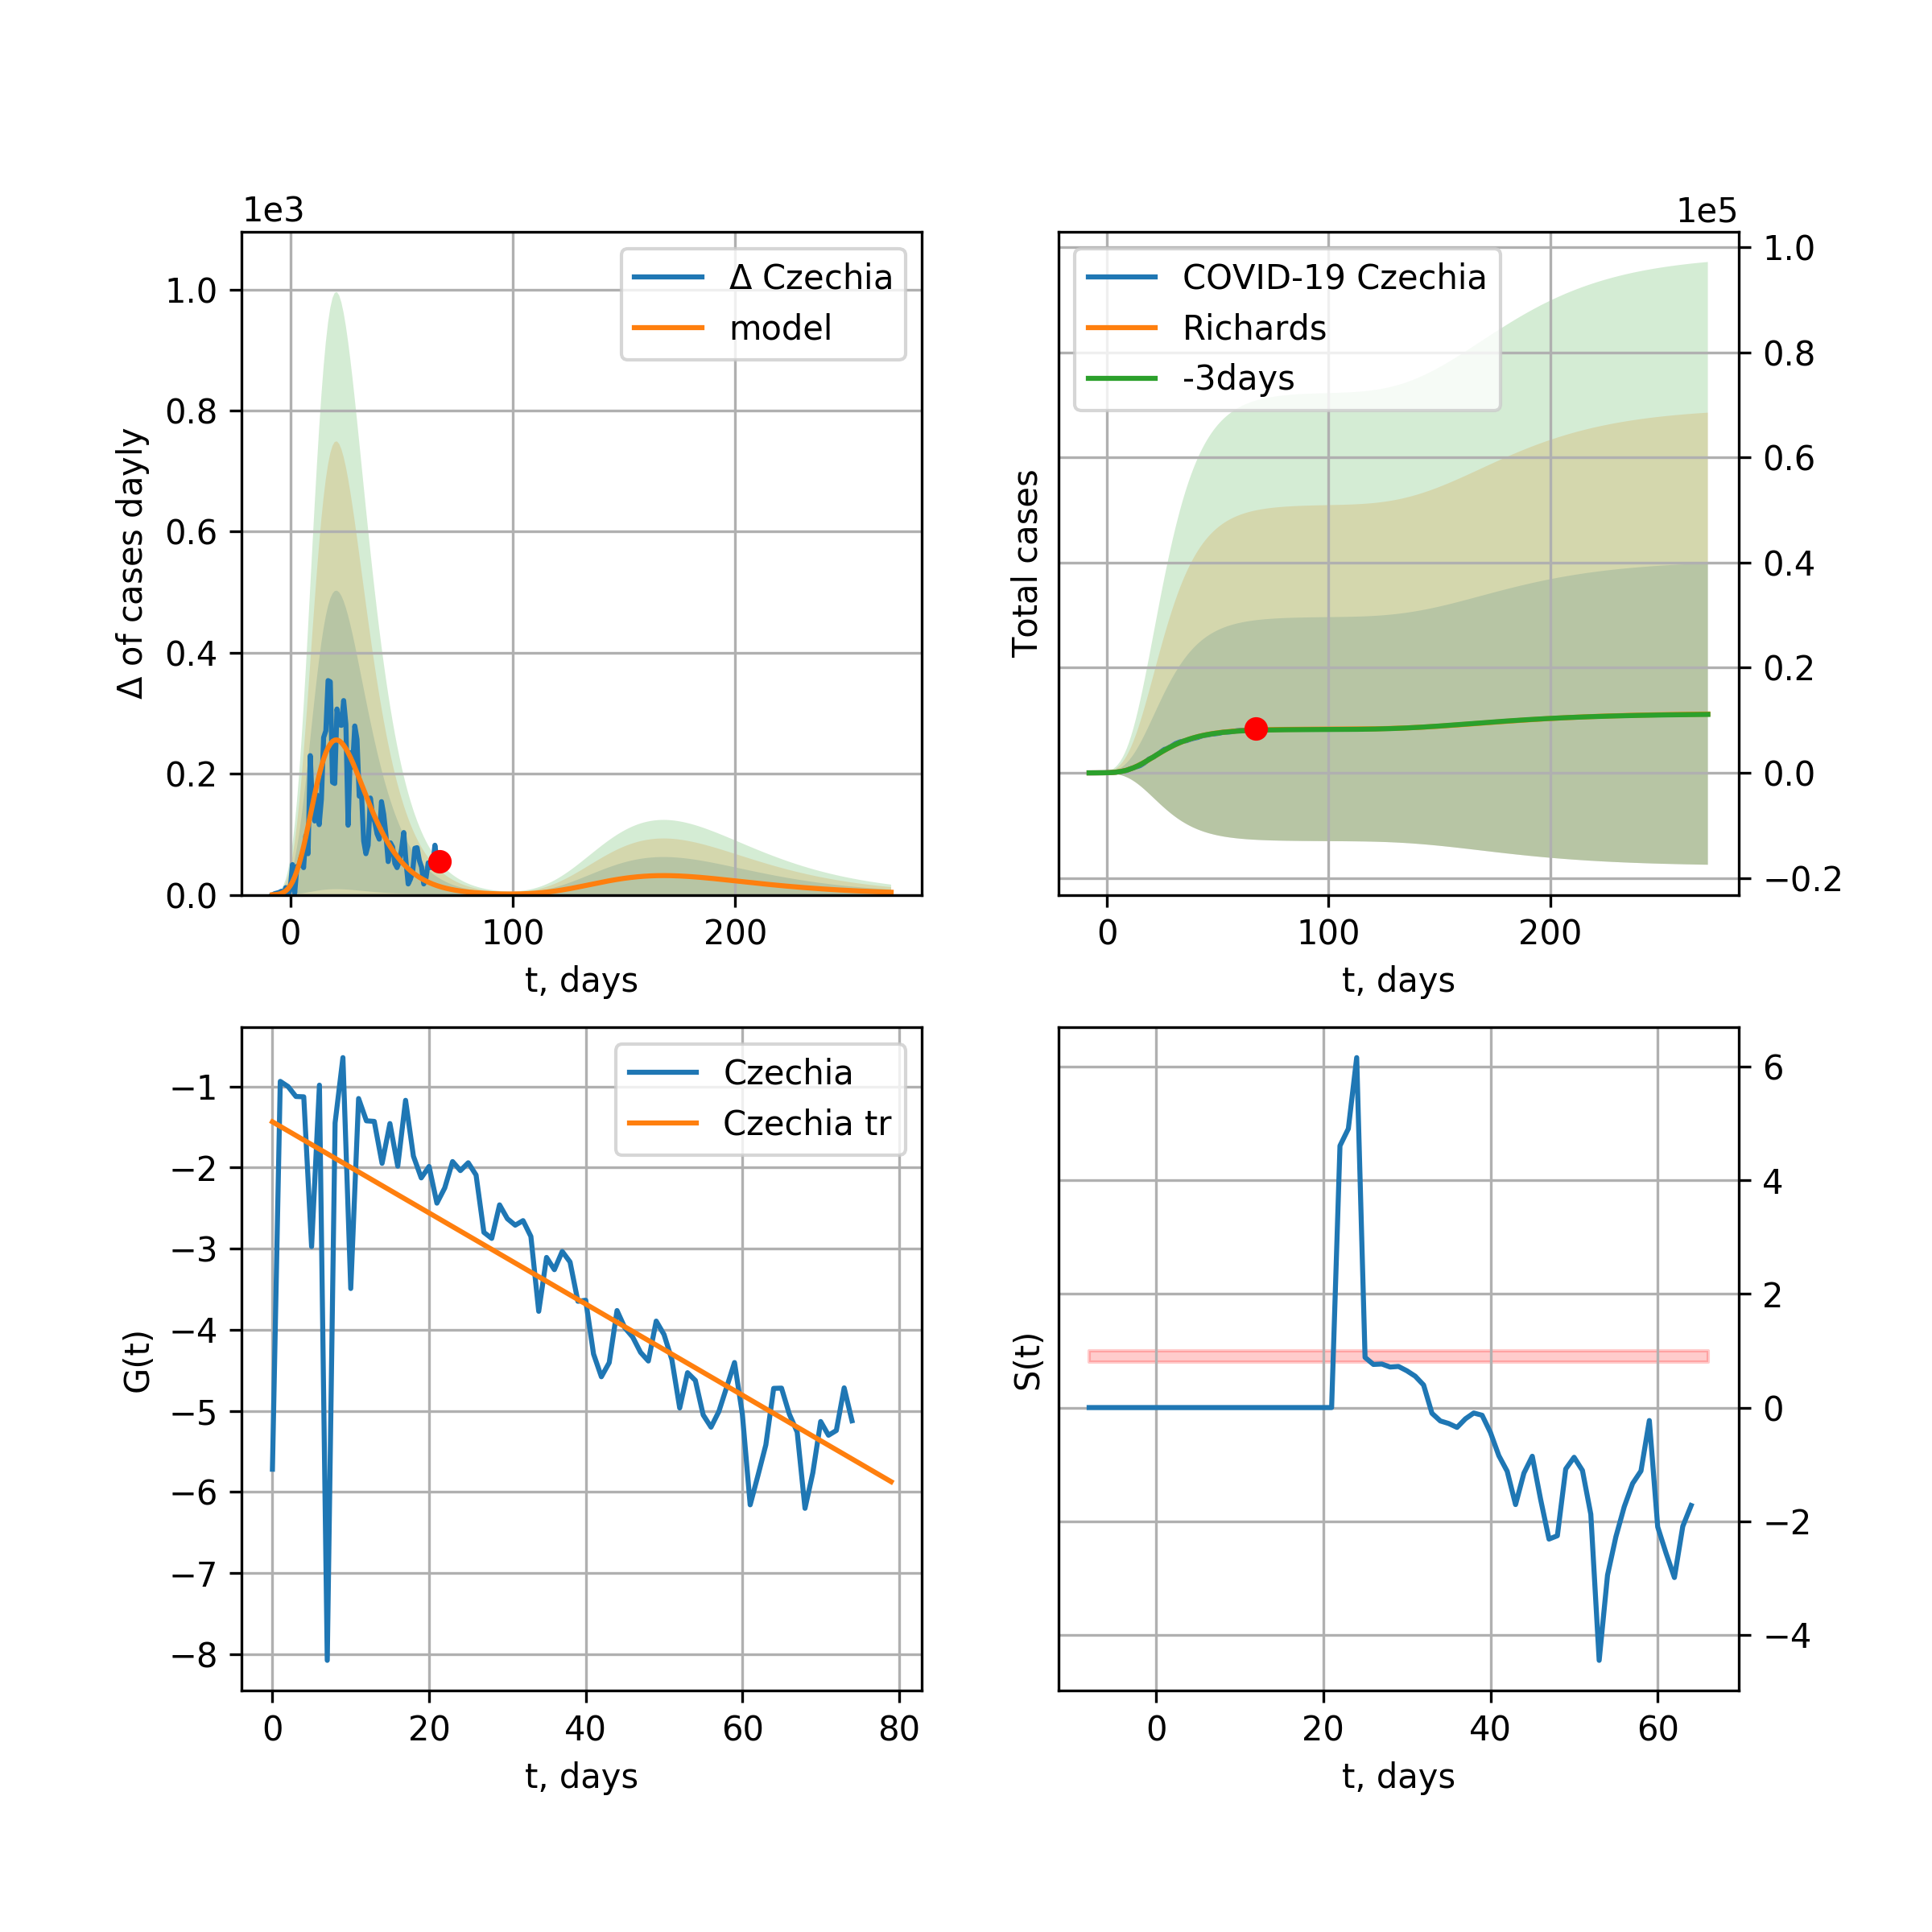 1e3
Δ of cases dayly
1.0
0.8
0.6
0.4
0.2
0.0
0 100 200
t, days
Δ Czechia
model
1e5
Total cases
1.0
0.8
0.6
0.4
0.2
0.0
−0.2
0 100 200
t, days
COVID-19 Czechia
Richards
-3days
G(t)
−1
−2
−3
−4
−5
−6
−7
−8
0 20 40 60 80
t, days
Czechia
Czechia tr
S(t)
6
4
2
0
−2
−4
0 20 40 60
t, days